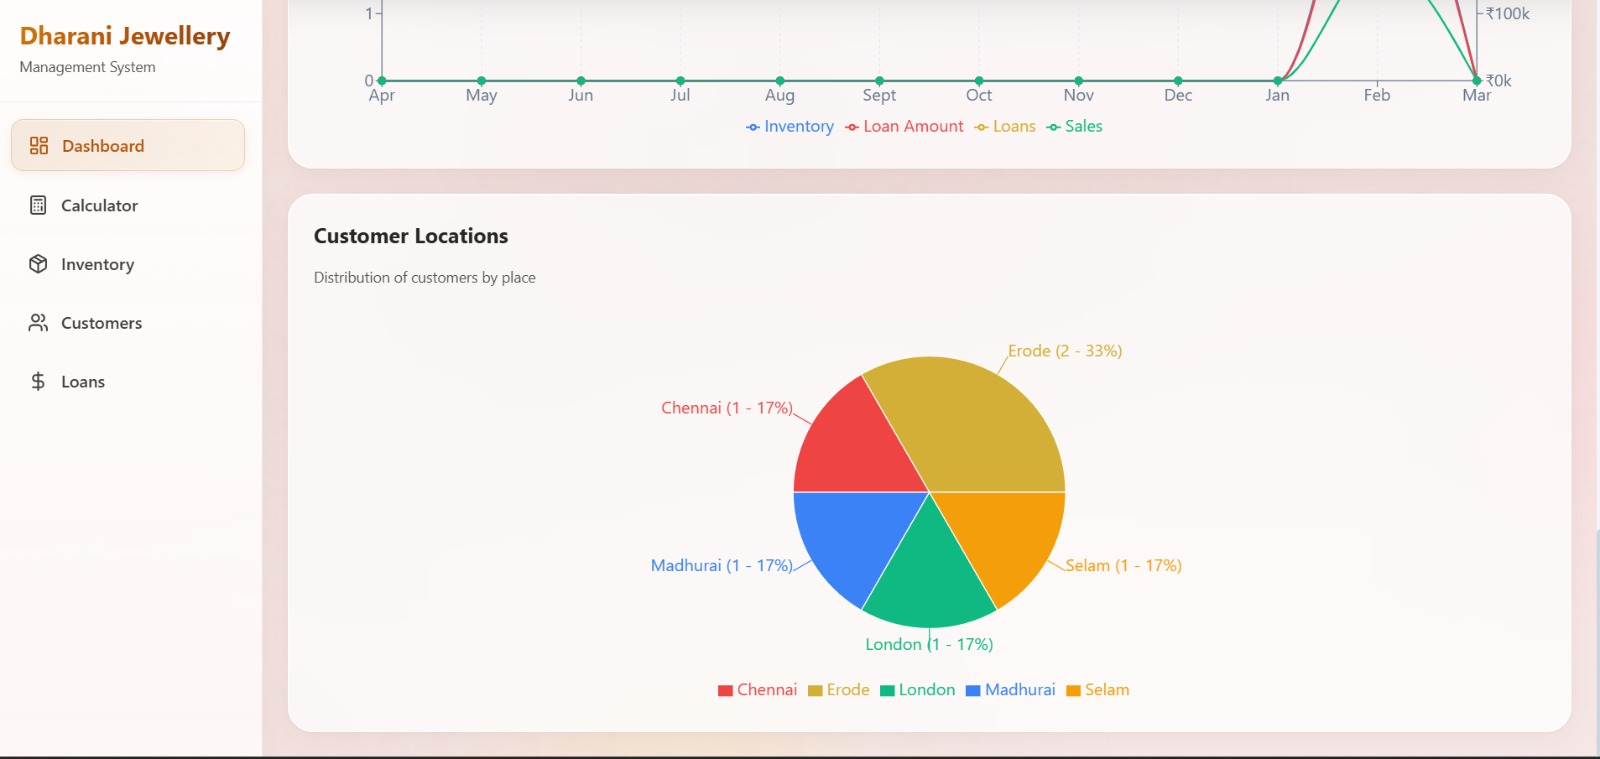 Dharani Jewellery
Management System
Dashboard
Calculator
Inventory
Customers
Loans
1
₹100k
0
₹0k
Apr May Jun Jul Aug Sept Oct Nov Dec Jan Feb Mar
Inventory Loan Amount Loans Sales
Customer Locations
Distribution of customers by place
Erode (2 - 33%)
Chennai (1 - 17%)
Madhurai (1 - 17%)
Selam (1 - 17%)
London (1 - 17%)
Chennai Erode London Madhurai Selam